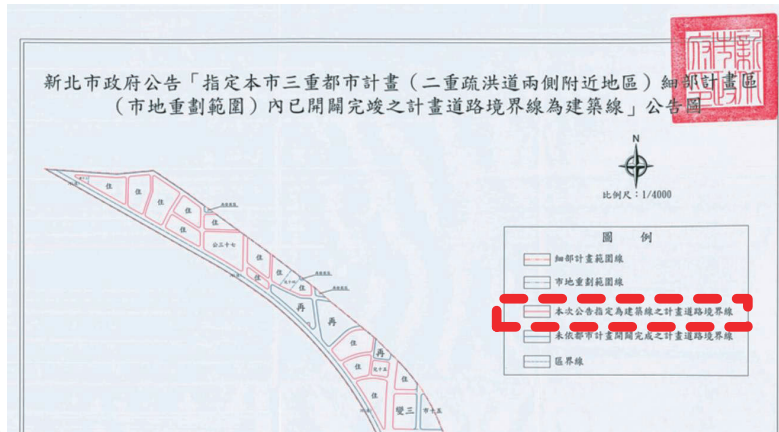 新北市政府公告「指定本市三重都市計畫（二重疏洪道兩側附近地區）細部計畫區
（市地重劃範圍）內已開闢完竣之計畫道路境界線為建築線」公告圖
N
比例尺：1/4000
圖 例
細部計畫範圍線
市地重劃範圍線
本次公告指定為建築線之計畫道路境界線
未依都市計畫開闢完成之計畫道路境界線
區界線
住
住
住
住
住
住
公三十七
住
住
住
再
再
住
再
住
住
住
變三
市十五